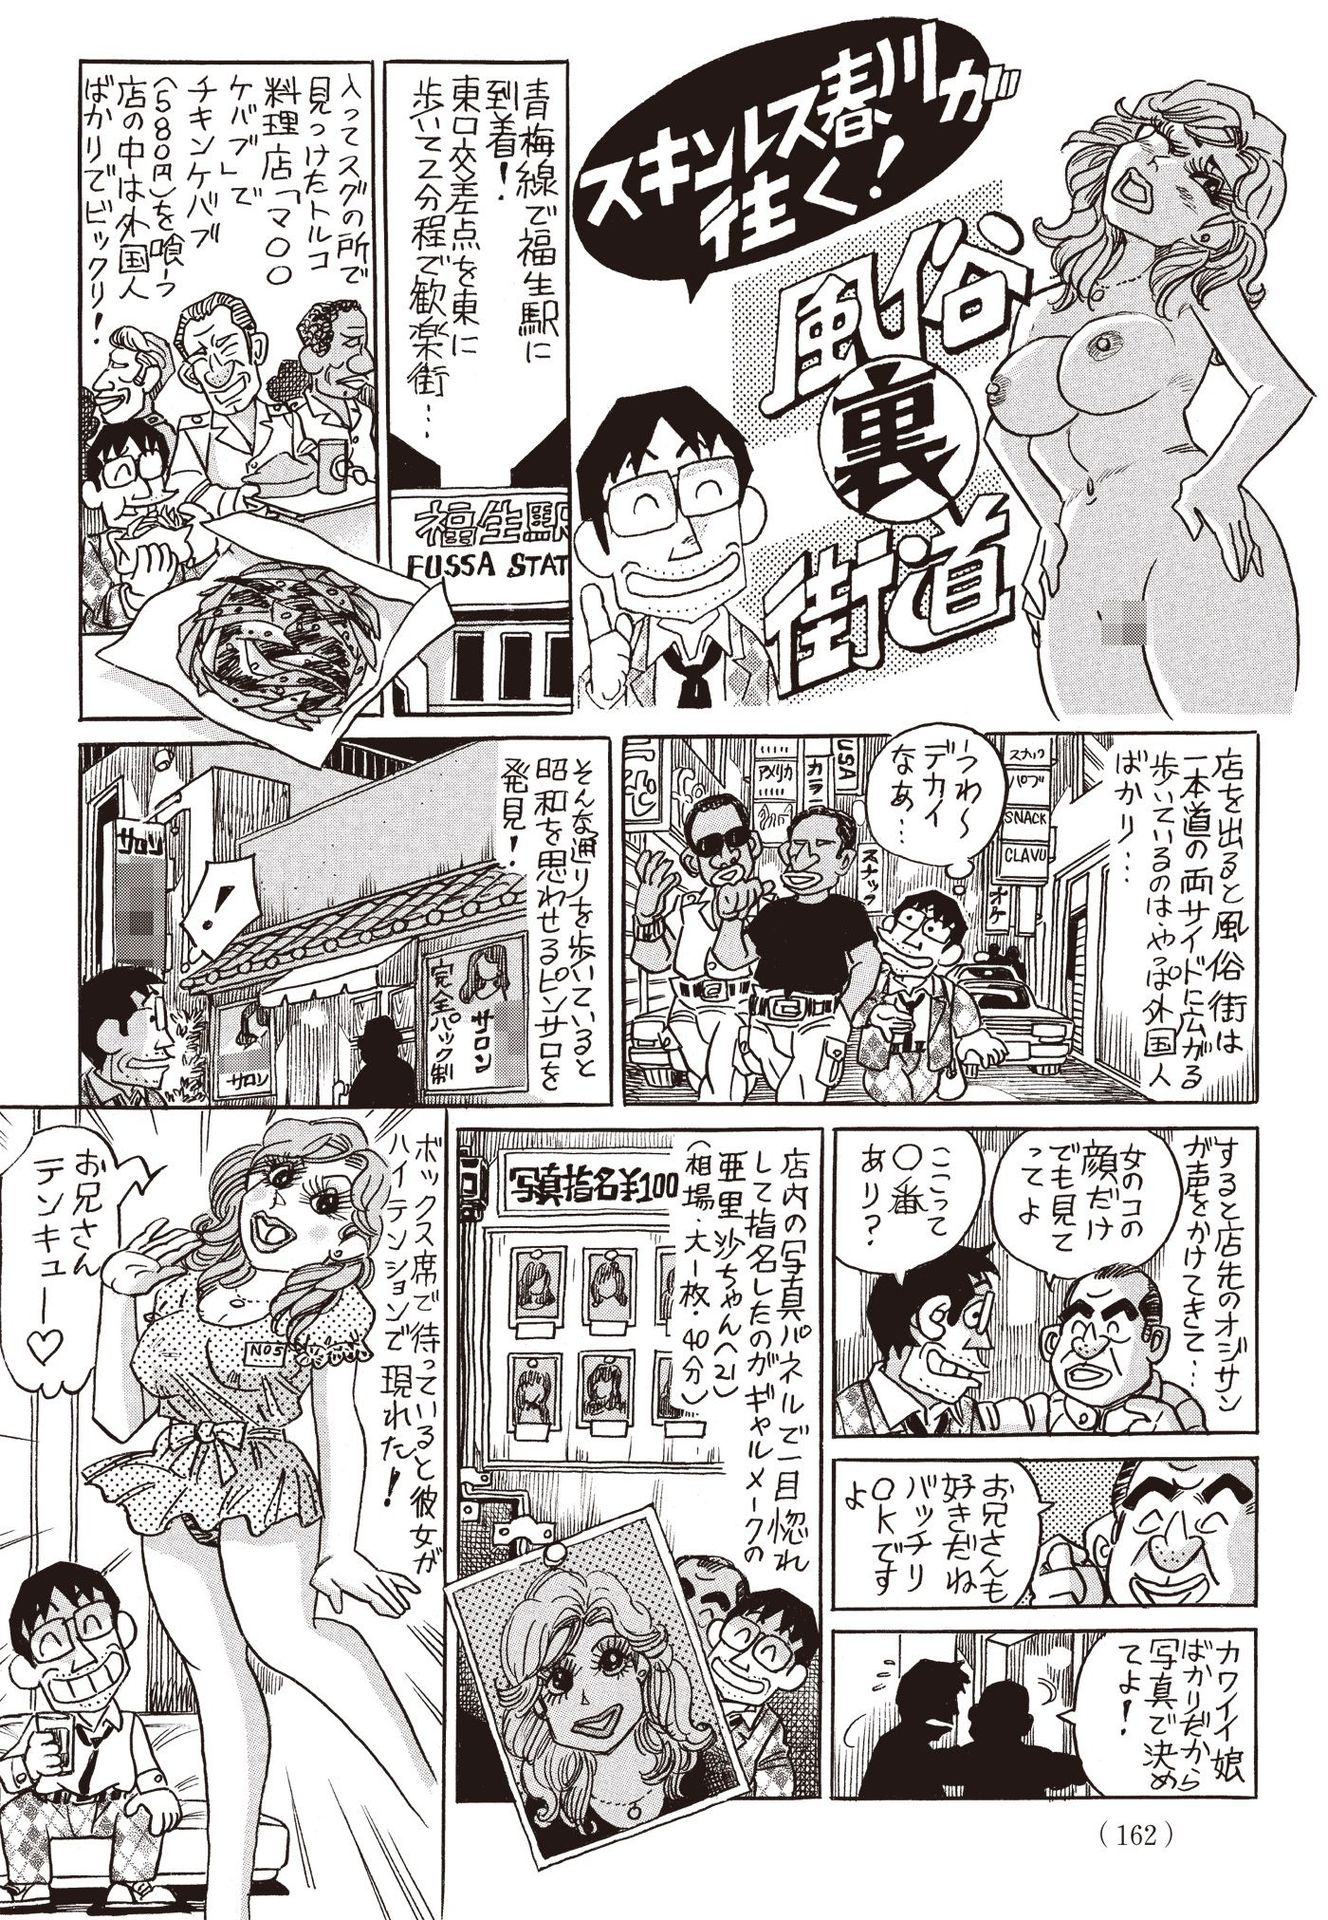 スキンレス春川が
往く!
風俗
裏
街道
青梅線で福生駅に
到着!
東口交差点を東に
歩いて2分程で歓楽街…
福生駅
FUSSA STAT
入ってスグの所で
見つけたトルコ
料理店「マ〇〇
ケバブ」で
チキンケバブ
(580円)を喰う
店の中は外国人
ばかりでビックリ!
店を出ると風俗街は
一本道の両サイドに広がる
歩いているのは、やっぱ外国人
ばかり…
うわ〜
デカイ
なぁ…
スナック
パブ
SNACK
CLAVU
オケ
USA
カラ
アメリカ
スナック
そんな通りを歩いていると
昭和を思わせるピンサロを
発見!
サロン
!
サロン
完全パック制
サロン
すると店先のオジサン
が声をかけてきて…
女のコの
顔だけ
でも見て
ってよ
ここって
〇番
あり?
お兄さんも
好きだね
バッチリ
OKです
よ
カワイイ娘
ばかりだから
写真で決め
てよ!
店内の写真パネルで一目惚れ
して指名したのがギャルメークの
亜里沙ちゃん(21)
(相場・大一枚・40分)
写真指名¥100
ボックス席で待っていると彼女が
ハイテンションで現れた!
お兄さん
テンキュー♡
NO5
(162)